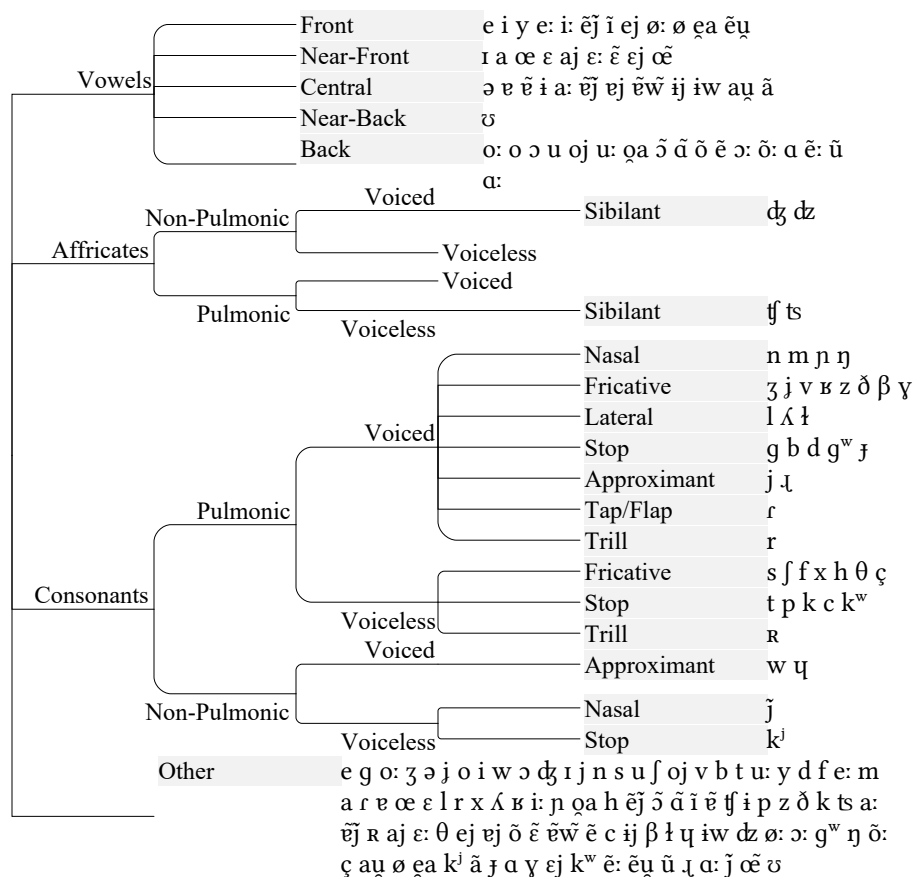 Front e i y eː iː ẽj̃ ĩ ej øː ø e̯a ẽu̯
Near-Front ɪ a œ ɛ aj ɛː ɛ̃ ɛj œ̃
Vowels
Central ə ɐ ɐ̃ ɨ aː ɐ̃j̃ ɐj ɐ̃w̃ ɨj ɨw au̯ ã
Near-Back ʊ
Back oː o ɔ u oj uː o̯a ɔ̃ ɑ̃ õ ẽ ɔː õː ɑ ẽː ũ
ɑː
Voiced
Non-Pulmonic
Sibilant ʤ ʣ
Affricates
Voiceless
Voiced
Pulmonic
Sibilant ʧ ʦ
Voiceless
Nasal n m ɲ ŋ
Fricative ʒ ʝ v ʁ z ð β ɣ
Lateral l ʎ ɫ
Voiced
Stop ɡ b d ɡʷ ɟ
Approximant j ɻ
Pulmonic
Tap/Flap ɾ
Trill r
Fricative s ʃ f x h θ ç
Consonants
Stop t p k c kʷ
Voiceless
Trill ʀ
Voiced
Approximant w ɥ
Non-Pulmonic
Nasal j̃
Voiceless
Stop kʲ
Other e ɡ oː ʒ ə ʝ o i w ɔ ʤ ɪ j n s u ʃ oj v b t uː y d f eː m
a ɾ ɐ œ ɛ l r x ʎ ʁ iː ɲ o̯a h ẽj̃ ɔ̃ ɑ̃ ĩ ɐ̃ ʧ ɨ p z ð k ʦ aː
ɐ̃j̃ ʀ aj ɛː θ ej ɐj õ ɛ̃ ɐ̃w̃ ẽ c ɨj β ɫ ɥ ɨw ʣ øː ɔː ɡʷ ŋ õː
ç au̯ ø e̯a kʲ ã ɟ ɑ ɣ ɛj kʷ ẽː ẽu̯ ũ ɻ ɑː j̃ œ̃ ʊ